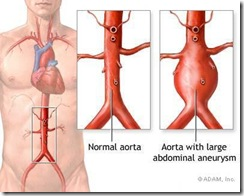 Normal aorta
Aorta with large
abdominal aneurysm
©ADAM, Inc.